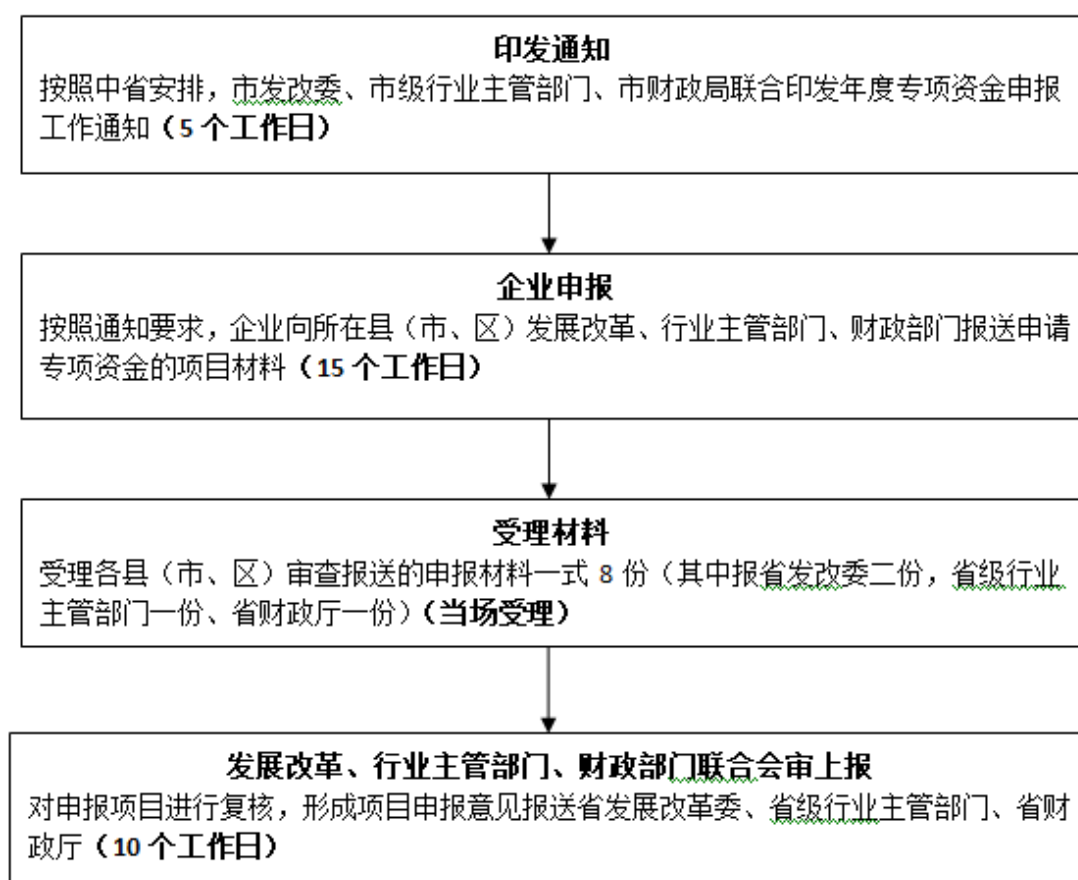 印发通知
按照中省安排，市发改委、市级行业主管部门、市财政局联合印发年度专项资金申报
工作通知（5 个工作日）
企业申报
按照通知要求，企业向所在县（市、区）发展改革、行业主管部门、财政部门报送申请
专项资金的项目材料（15 个工作日）
受理材料
受理各县（市、区）审查报送的申报材料一式 8 份（其中报省发改委二份，省级行业
主管部门一份、省财政厅一份）（当场受理）
发展改革、行业主管部门、财政部门联合会审上报
对申报项目进行复核，形成项目申报意见报送省发展改革委、省级行业主管部门、省财
政厅（10 个工作日）